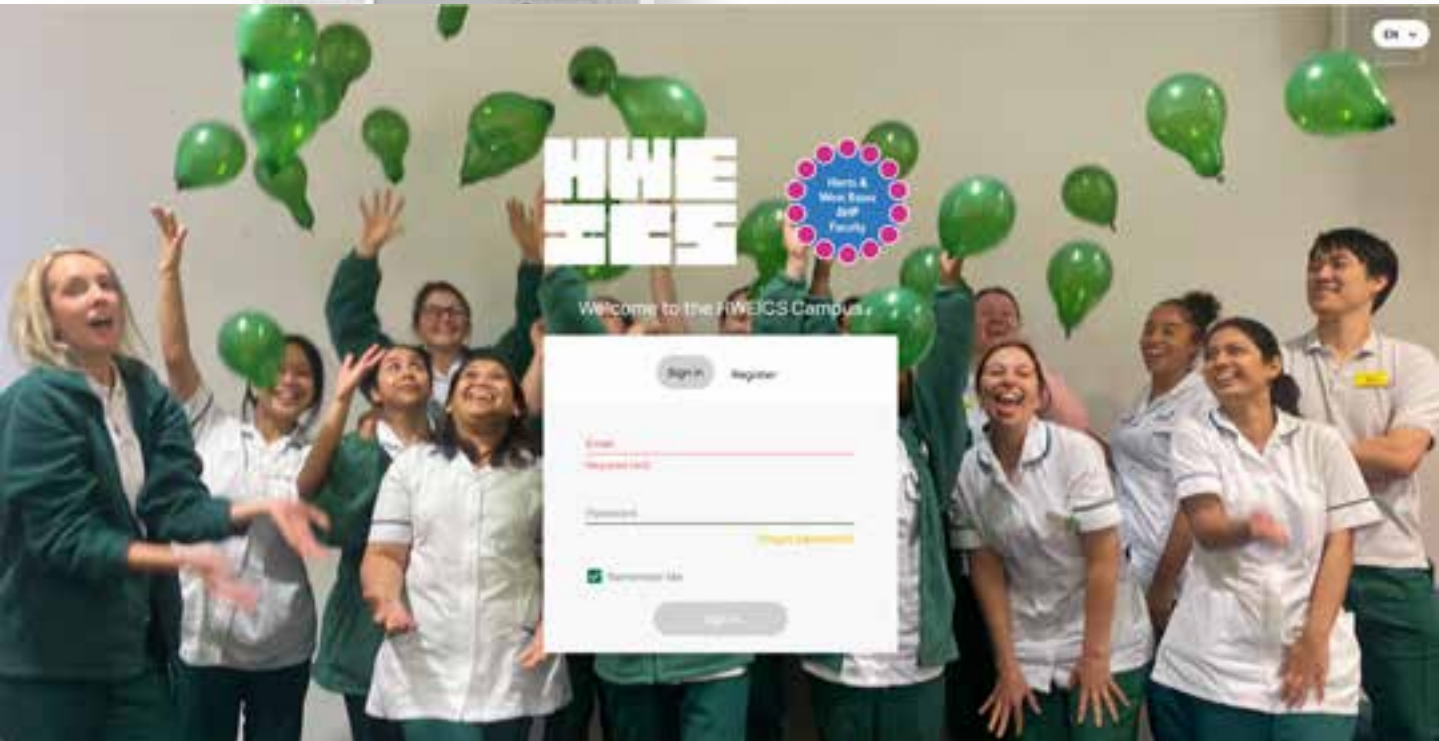 EN
HWE
ICS
Herts &
West Essex
AHP
Faculty
Welcome to the HWEICS Campus.
Sign in
Register
Email
Required field
Password
Forgot password?
Remember Me
Sign in